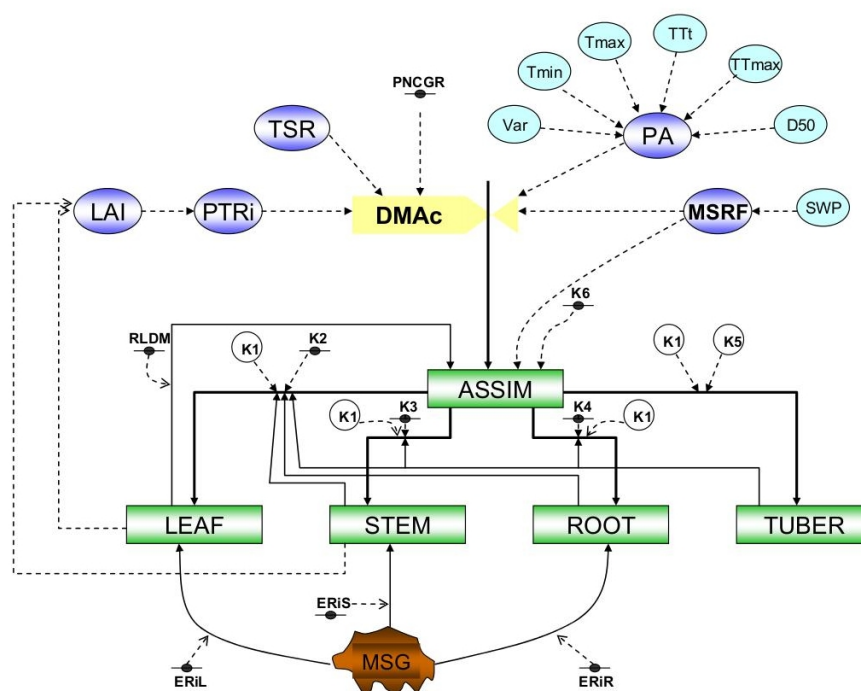 TTt
Tmax
TTmax
Tmin
PNCGR
Var
PA
D50
TSR
LAI
PTRi
DMAc
MSRF
SWP
K6
RLDM
K1
K2
K1
K5
ASSIM
K1
K3
K4
K1
LEAF
STEM
ROOT
TUBER
ERiS
MSG
ERiL
ERiR